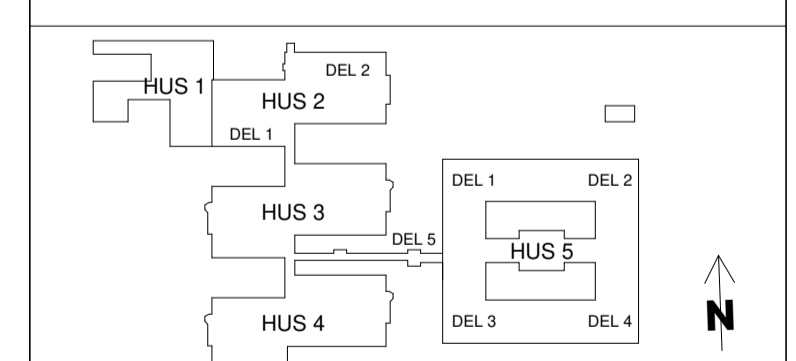 DEL 2
HUS 1
HUS 2
DEL 1
DEL 1
DEL 2
HUS 3
DEL 5
HUS 5
HUS 4
DEL 3
DEL 4
N